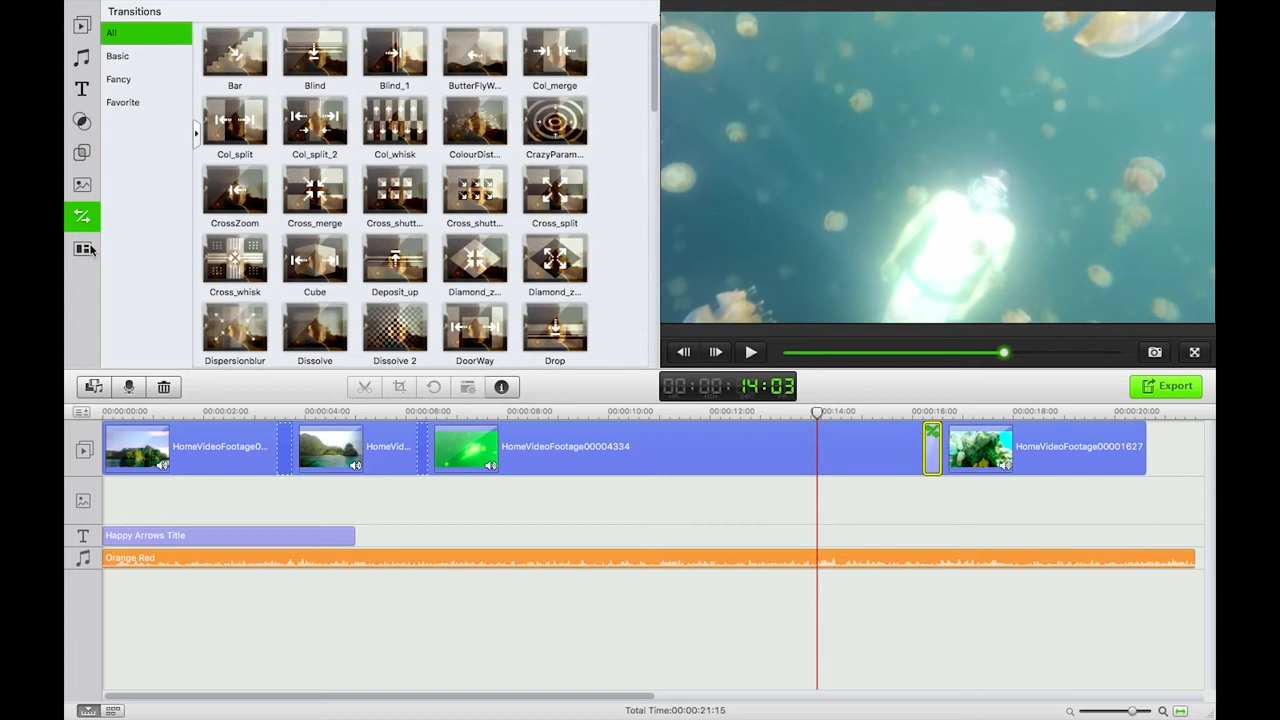 Transitions
All
Basic
Fancy
Favorite
Bar
Blind
Blind_1
ButterFlyW...
Col_merge
Col_split
Col_split_2
Col_whisk
ColourDist...
CrazyParam...
CrossZoom
Cross_merge
Cross_shutt...
Cross_shutt...
Cross_split
Cross_whisk
Cube
Deposit_up
Diamond_z...
Diamond_z...
Dispersionblur
Dissolve
Dissolve 2
DoorWay
Drop
00:00:14:03
HR MIN SEC FR
Export
00:00:00:00 00:00:02:00 00:00:04:00 00:00:06:00 00:00:08:00 00:00:10:00 00:00:12:00 00:00:14:00 00:00:16:00 00:00:18:00 00:00:20:00
HomeVideoFootage0...
HomeVid...
HomeVideoFootage00004334
HomeVideoFootage00001627
T
Happy Arrows Title
Orange Red
Total Time:00:00:21:15